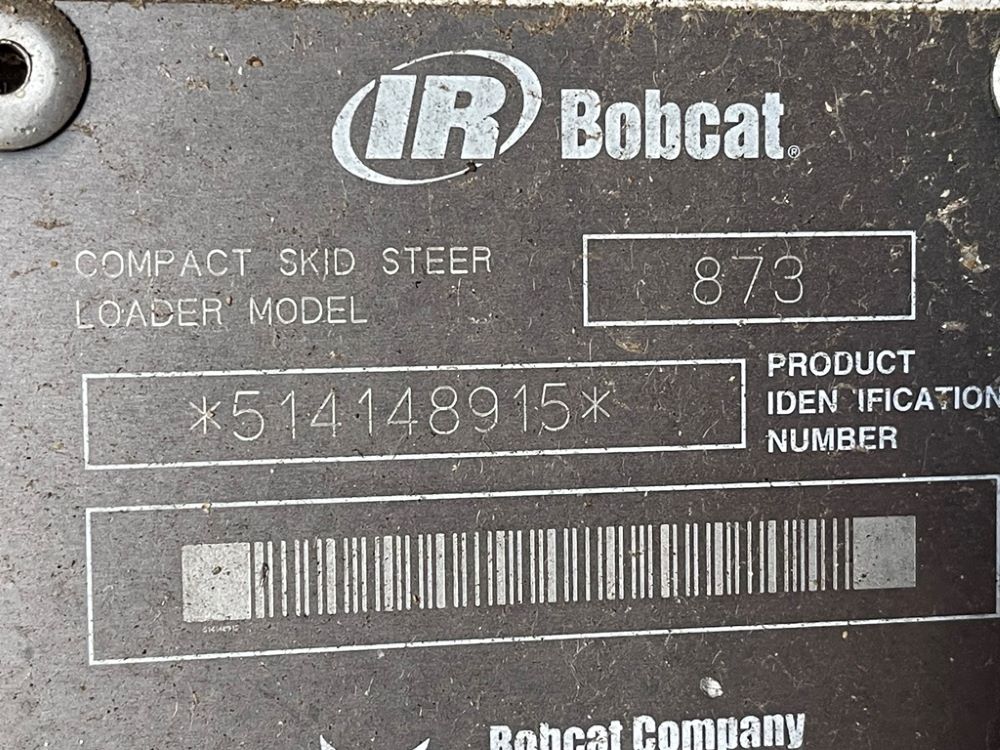 IR Bobcat®
COMPACT SKID STEER
LOADER MODEL
873
*514148915*
PRODUCT
IDEN IFICATION
NUMBER
Bobcat Company